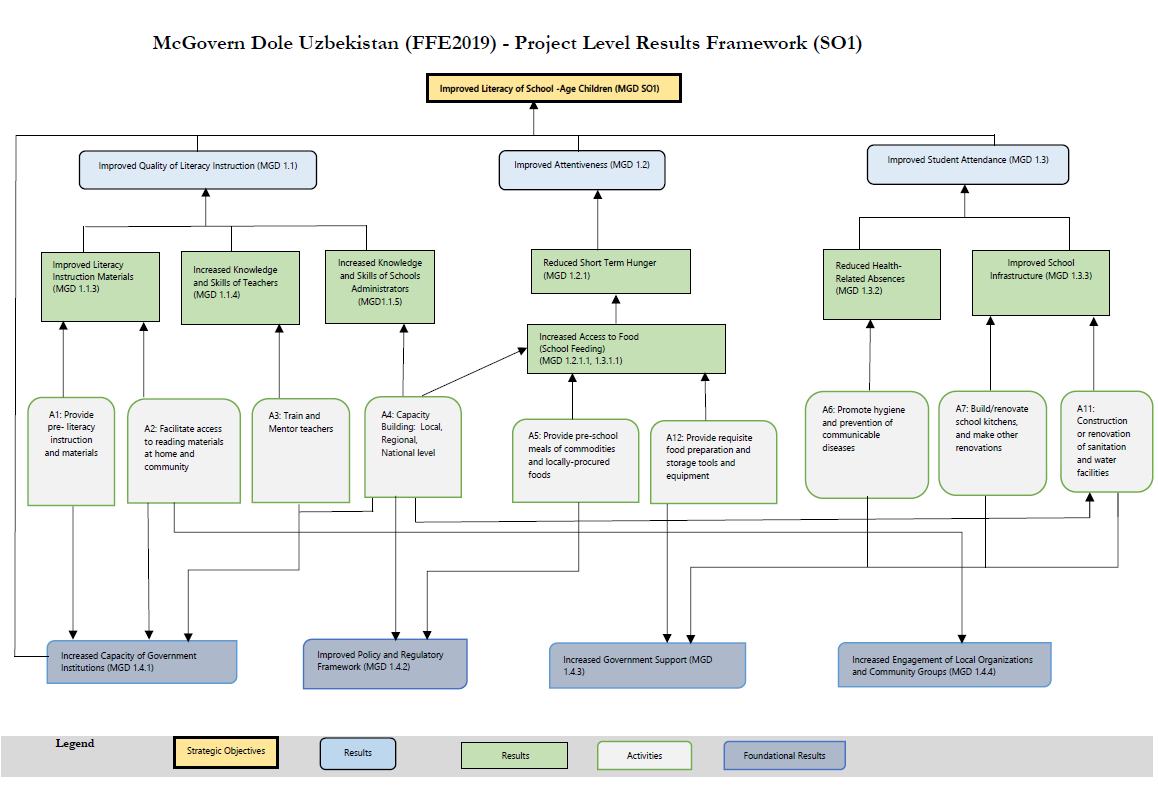 McGovern Dole Uzbekistan (FFE2019) - Project Level Results Framework (SO1)
Improved Literacy of School -Age Children (MGD SO1)
Improved Quality of Literacy Instruction (MGD 1.1)
Improved Attentiveness (MGD 1.2)
Improved Student Attendance (MGD 1.3)
Improved Literacy
Instruction Materials
(MGD 1.1.3)
Increased Knowledge
and Skills of Teachers
(MGD 1.1.4)
Increased Knowledge
and Skills of Schools
Administrators
(MGD1.1.5)
Reduced Short Term Hunger
(MGD 1.2.1)
Reduced Health-
Related Absences
(MGD 1.3.2)
Improved School
Infrastructure (MGD 1.3.3)
Increased Access to Food
(School Feeding)
(MGD 1.2.1.1, 1.3.1.1)
A1: Provide
pre- literacy
instruction
and materials
A2: Facilitate access
to reading materials
at home and
community
A3: Train and
Mentor teachers
A4: Capacity
Building: Local,
Regional,
National level
A5: Provide pre-school
meals of commodities
and locally-procured
foods
A12: Provide requisite
food preparation and
storage tools and
equipment
A6: Promote hygiene
and prevention of
communicable
diseases
A7: Build/renovate
school kitchens,
and make other
renovations
A11:
Construction
or renovation
of sanitation
and water
facilities
Increased Capacity of Government
Institutions (MGD 1.4.1)
Improved Policy and Regulatory
Framework (MGD 1.4.2)
Increased Government Support (MGD
1.4.3)
Increased Engagement of Local Organizations
and Community Groups (MGD 1.4.4)
Legend
Strategic Objectives
Results
Results
Activities
Foundational Results